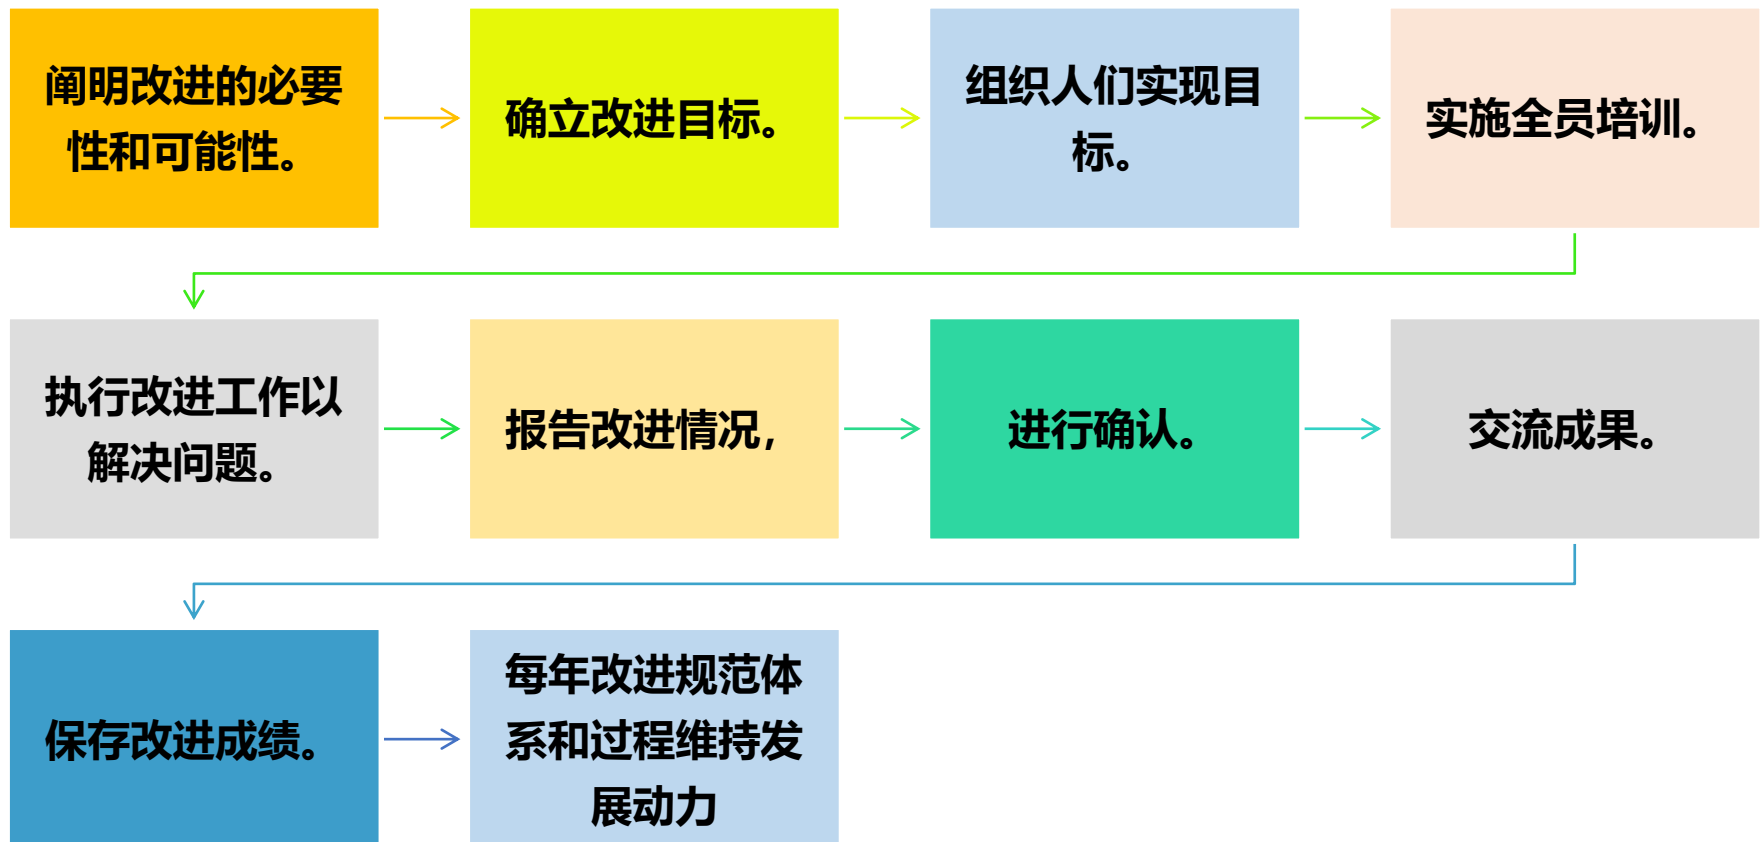 阐明改进的必要
性和可能性。
确立改进目标。
组织人们实现目
标。
实施全员培训。
执行改进工作以
解决问题。
报告改进情况，
进行确认。
交流成果。
保存改进成绩。
每年改进规范体
系和过程维持发
展动力